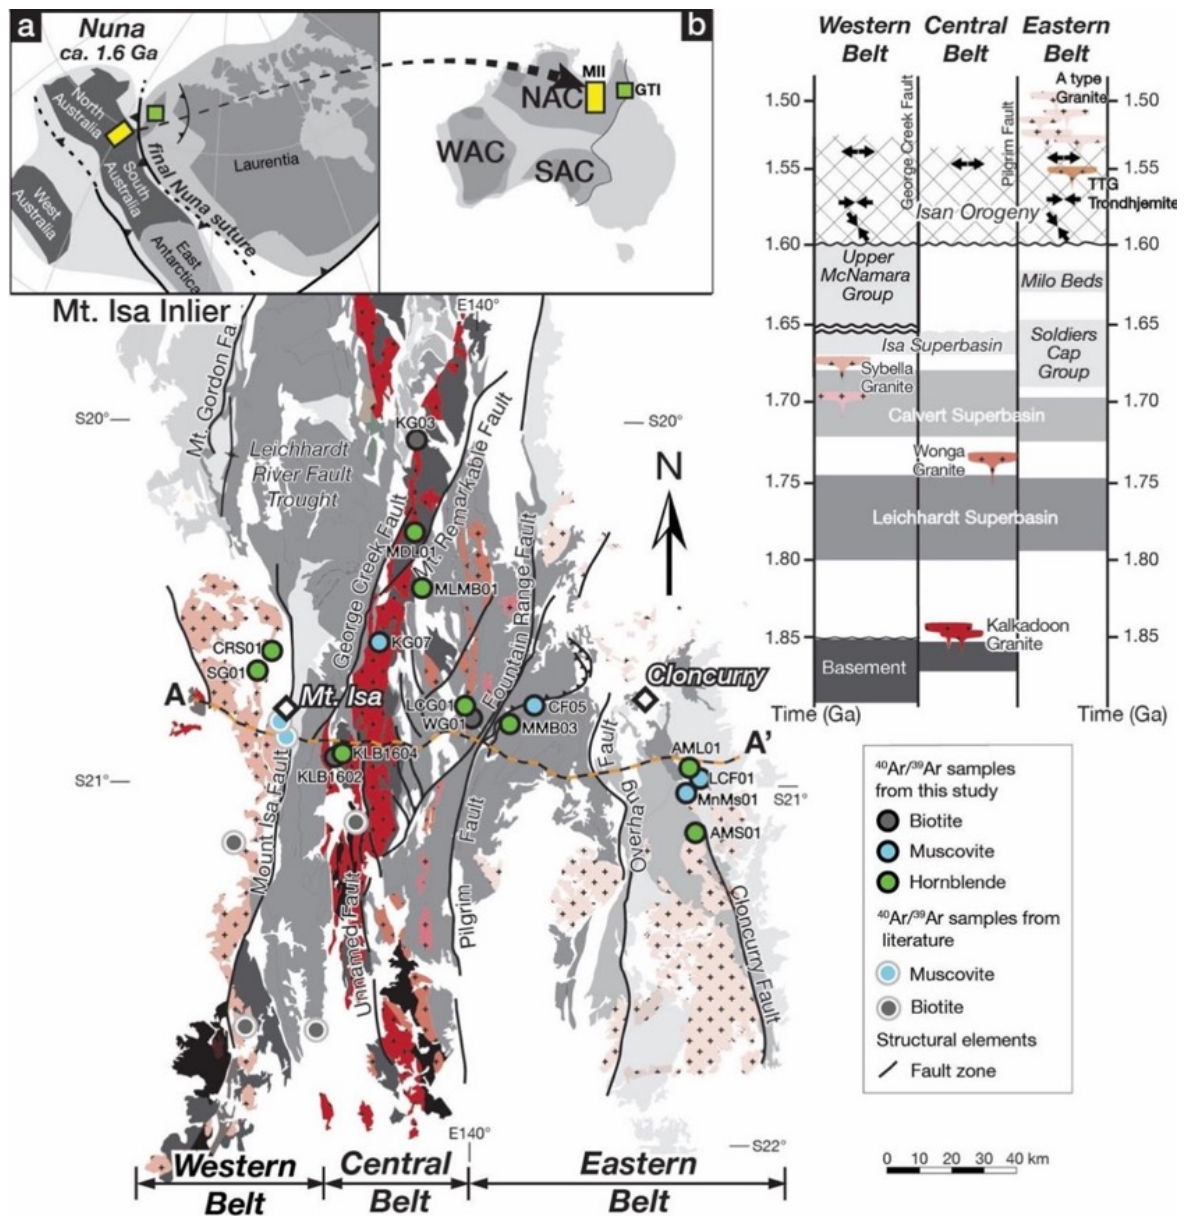 a
Nuna
ca. 1.6 Ga
North
Australia
West
Australia
South
Australia
East
Antarctica
final Nuna suture
Laurentia
b
MII
GTI
NAC
WAC
SAC
Mt. Isa Inlier
E140°
Mt. Gordon Fa.
S20°
S20°
KG03
Leichhardt
River Fault
Trought
Mt. Remarkable Fault
N
George Creek Fault
MDL01
Fountain Range Fault
MLMB01
KG07
CRS01
SG01
Cloncurry
A
Mt. Isa
LCG01
WG01
CF05
MMB03
KLB1604
KLB1602
AML01
A'
LCF01
S21°
S21°
MnMs01
AMS01
Mount Isa Fault
Overhang
Fault
Unnamed Fault
Pilgrim
Fault
Cloncurry Fault
E140°
S22°
Western
Belt
Central
Belt
Eastern
Belt
Western
Belt
Central
Belt
Eastern
Belt
A type
Granite
1.50
1.50
George Creek Fault
Pilgrim Fault
1.55
1.55
TTG
Trondhjemite
Isan Orogeny
1.60
1.60
Upper
McNamara
Group
Milo Beds
1.65
1.65
Isa Superbasin
Soldiers
Cap
Group
Sybella
Granite
1.70
1.70
Calvert Superbasin
Wonga
Granite
1.75
1.75
Leichhardt Superbasin
1.80
1.80
Kalkadoon
Granite
1.85
1.85
Basement
Time (Ga)
Time (Ga)
⁴⁰Ar/³⁹Ar samples
from this study
Biotite
Muscovite
Hornblende
⁴⁰Ar/³⁹Ar samples from
literature
Muscovite
Biotite
Structural elements
Fault zone
0 10 20 30 40 km